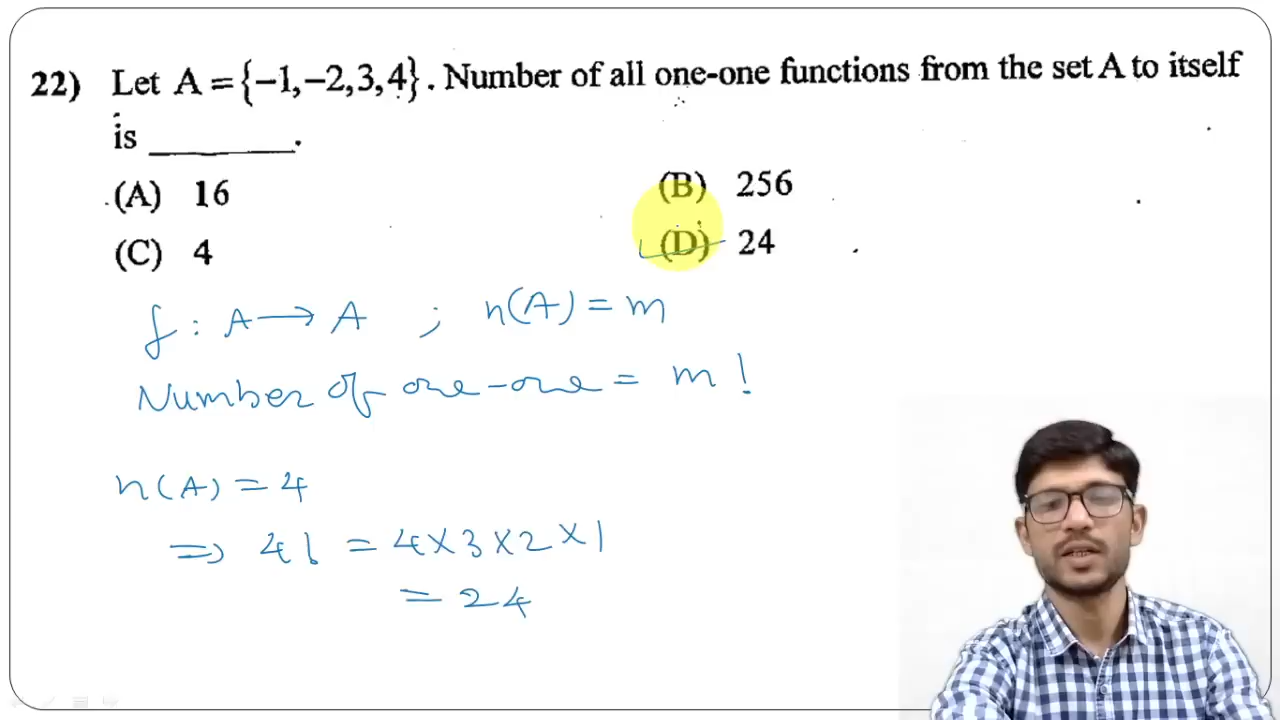 22) Let A = {−1, −2, 3, 4}. Number of all one-one functions from the set A to itself
is ________.
(A) 16 (B) 256
(C) 4 (D) 24
f : A ⟶ A ; n(A) = m
Number of one-one = m !
n(A) = 4
⇒ 4! = 4×3×2×1
= 24